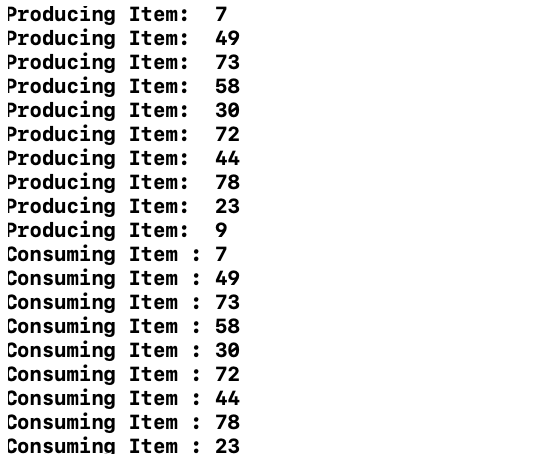 Producing Item:  7
Producing Item:  49
Producing Item:  73
Producing Item:  58
Producing Item:  30
Producing Item:  72
Producing Item:  44
Producing Item:  78
Producing Item:  23
Producing Item:  9
Consuming Item : 7
Consuming Item : 49
Consuming Item : 73
Consuming Item : 58
Consuming Item : 30
Consuming Item : 72
Consuming Item : 44
Consuming Item : 78
Consuming Item : 23